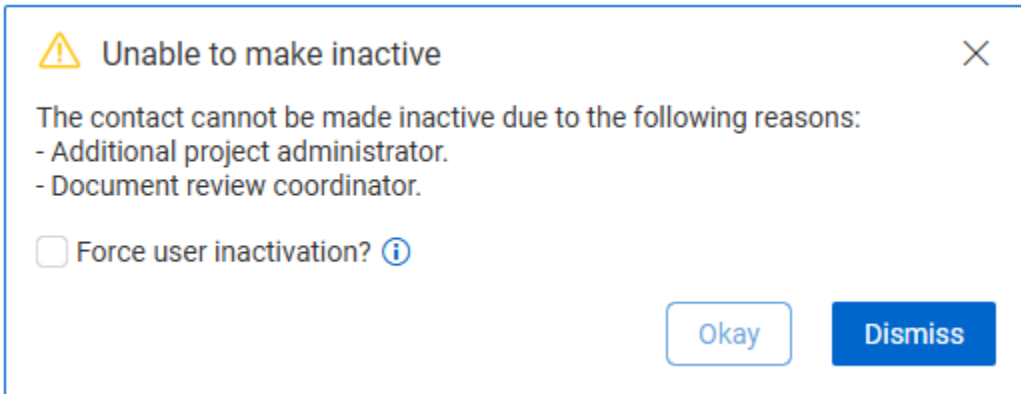 Unable to make inactive
The contact cannot be made inactive due to the following reasons:
- Additional project administrator.
- Document review coordinator.
Force user inactivation?
Okay
Dismiss